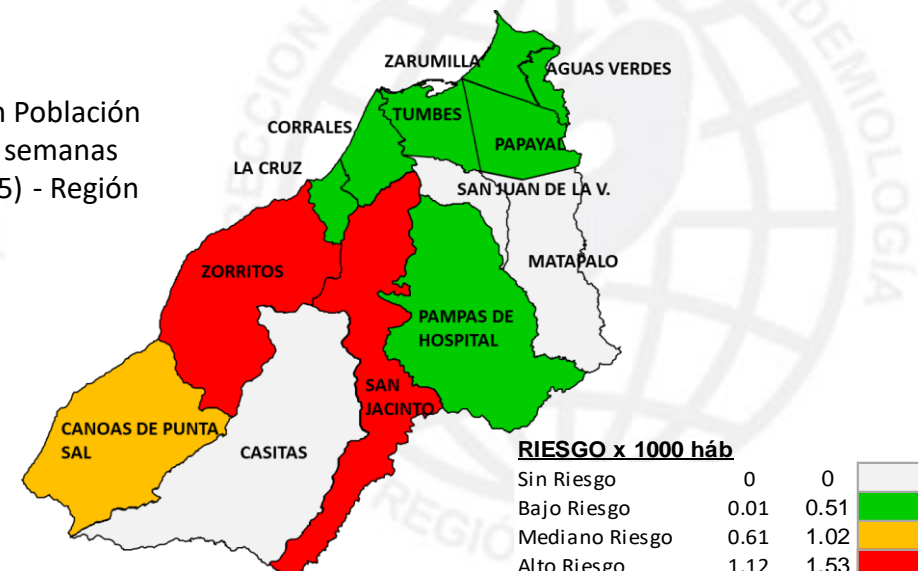 n Población
semanas
5) - Región
ZARUMILLA
AGUAS VERDES
CORRALES
TUMBES
PAPAYAL
LA CRUZ
SAN JUAN DE LA V.
ZORRITOS
MATAPALO
PAMPAS DE
HOSPITAL
SAN
JACINTO
CANOAS DE PUNTA
SAL
CASITAS
RIESGO x 1000 háb
Sin Riesgo 0 0
Bajo Riesgo 0.01 0.51
Mediano Riesgo 0.61 1.02
Alto Riesgo 1.12 1.53